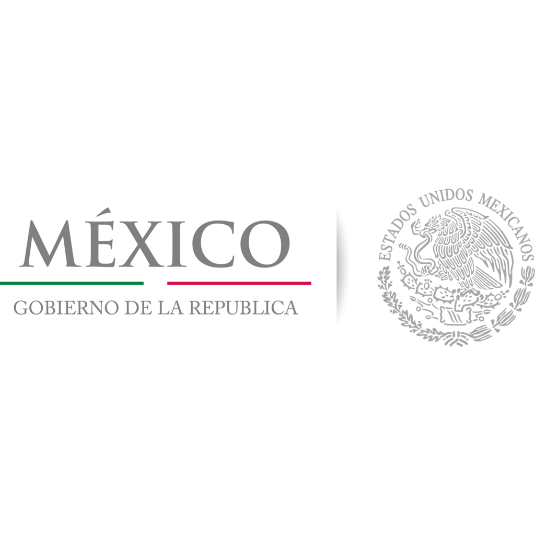 MÉXICO
GOBIERNO DE LA REPUBLICA
ESTADOS UNIDOS MEXICANOS